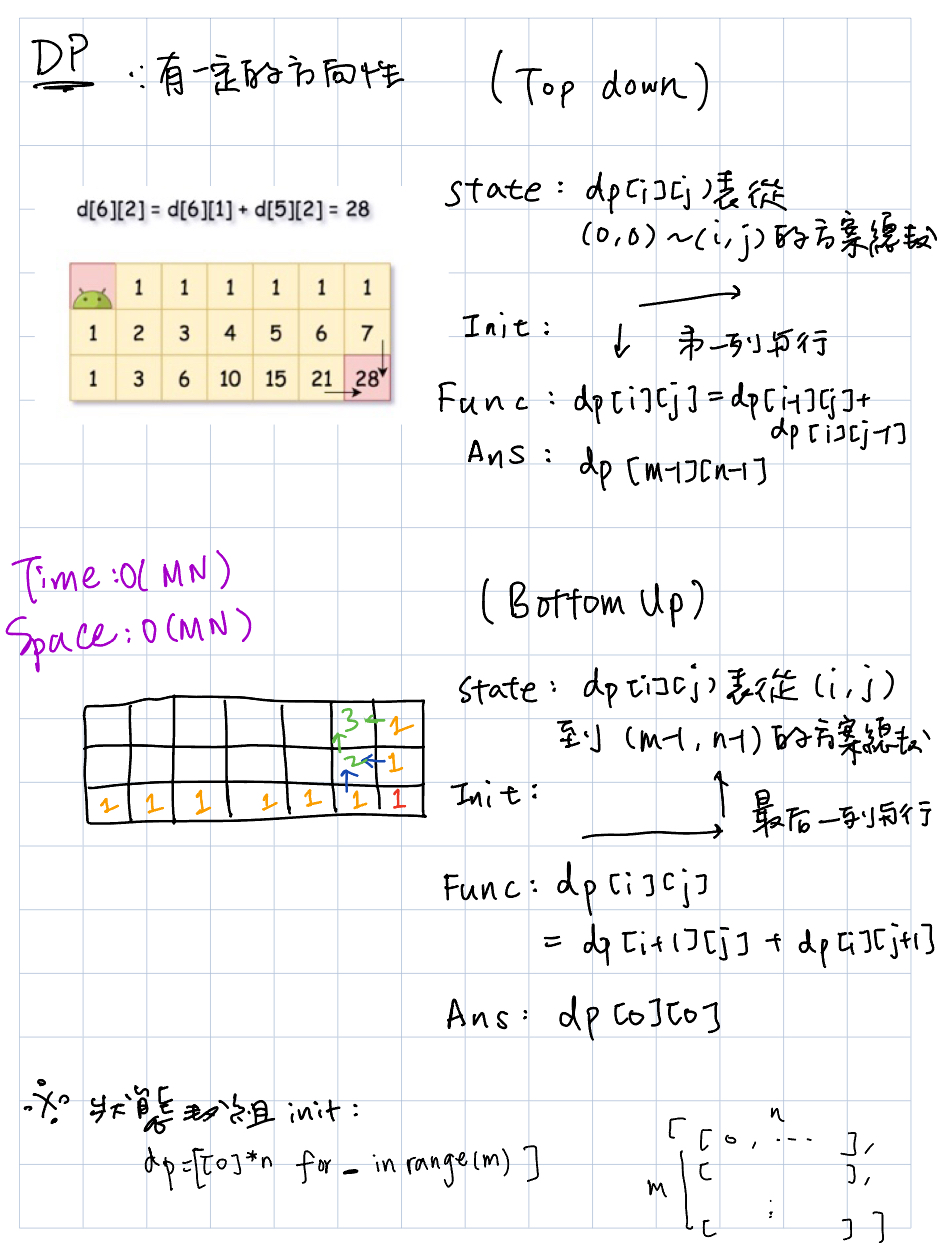 DP ∵有一定的方向性 (Top down)
d[6][2] = d[6][1] + d[5][2] = 28
1 1 1 1 1 1
1 2 3 4 5 6 7
1 3 6 10 15 21 28
state: dp[i][j]表從
(0,0)~(i,j)的方案總數
Init:
第一列与行
Func: dp[i][j]=dp[i-1][j]+
dp[i][j-1]
Ans: dp[m-1][n-1]
Time:O(MN)
Space:O(MN)
(Bottom Up)
state: dp[i][j]表從(i,j)
到(m-1,n-1)的方案總數
3 1
2 1
1 1 1 1 1 1 1
Init:
最后一列与行
Func: dp[i][j]
= dp[i+1][j] + dp[i][j+1]
Ans: dp[0][0]
※ 狀態数組 init:
dp=[[0]*n for _ in range(m)]
n
[[0, ... ],
m [ ],
⋮
[ ]]